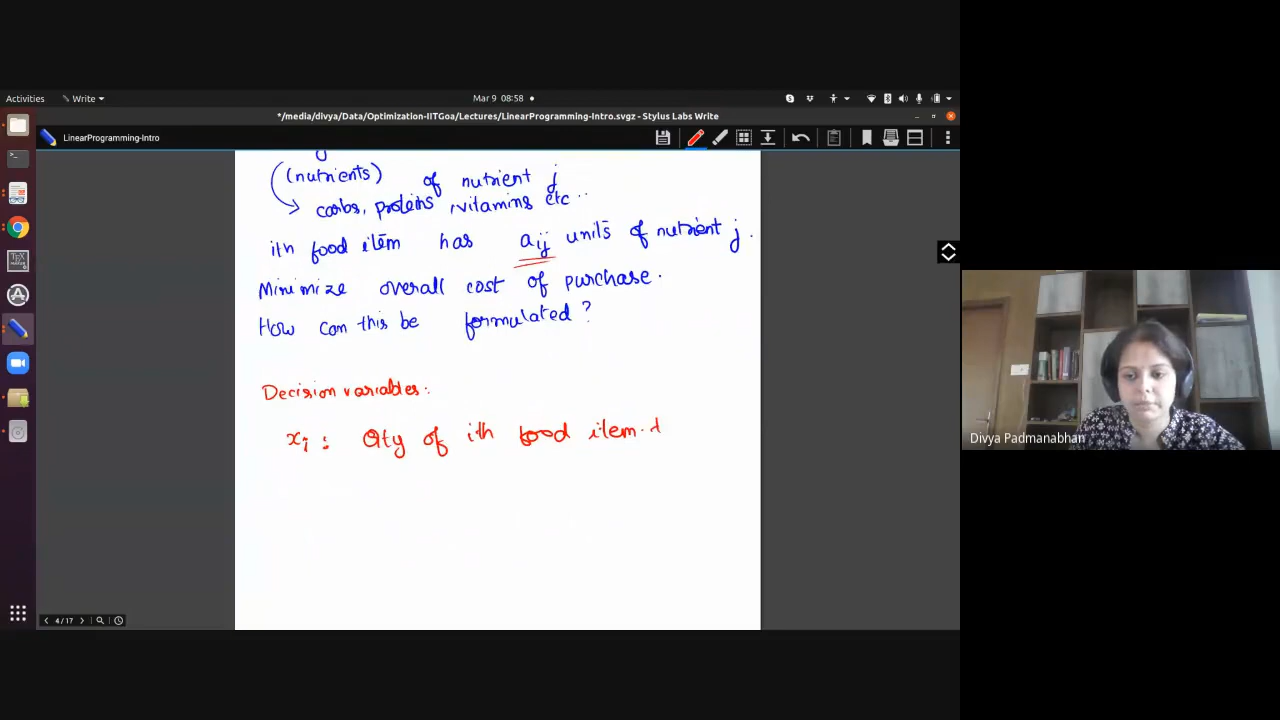 Activities
Write
Mar 9 08:58
*/media/divya/Data/Optimization-IITGoa/Lectures/LinearProgramming-Intro.svgz - Stylus Labs Write
LinearProgramming-Intro
(nutrients) of nutrient j
carbs, proteins, vitamins etc..
ith food item has aij units of nutrient j.
Minimize overall cost of purchase.
How can this be formulated?
Decision variables:
xi : Qty of ith food item.
4/17
Divya Padmanabhan